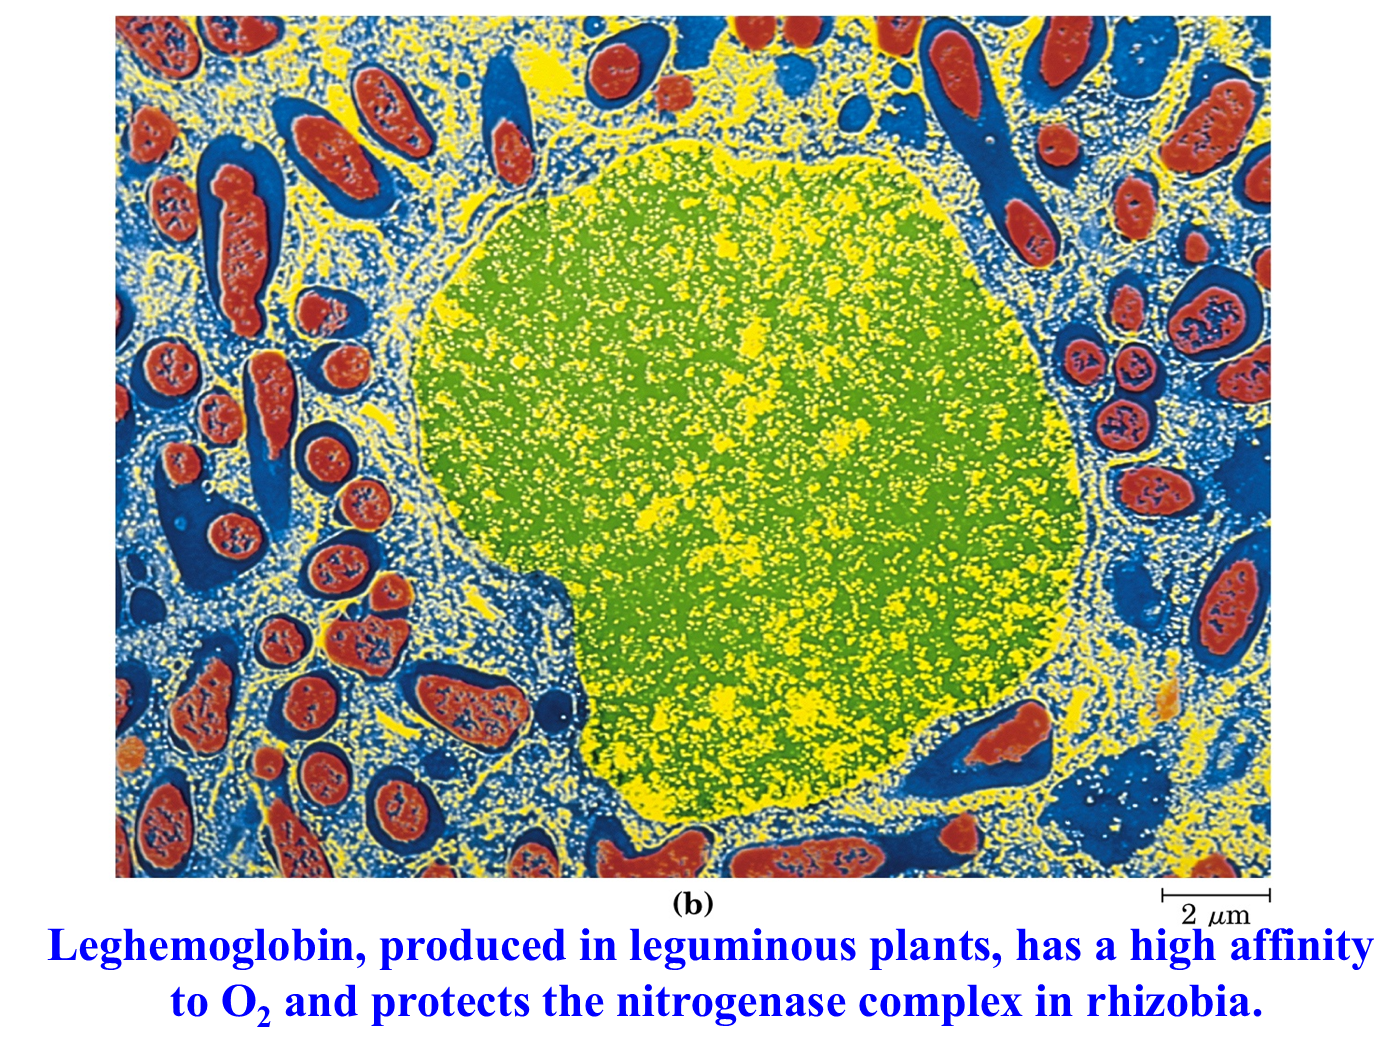 (b)
2 μm
Leghemoglobin, produced in leguminous plants, has a high affinity
to O₂ and protects the nitrogenase complex in rhizobia.